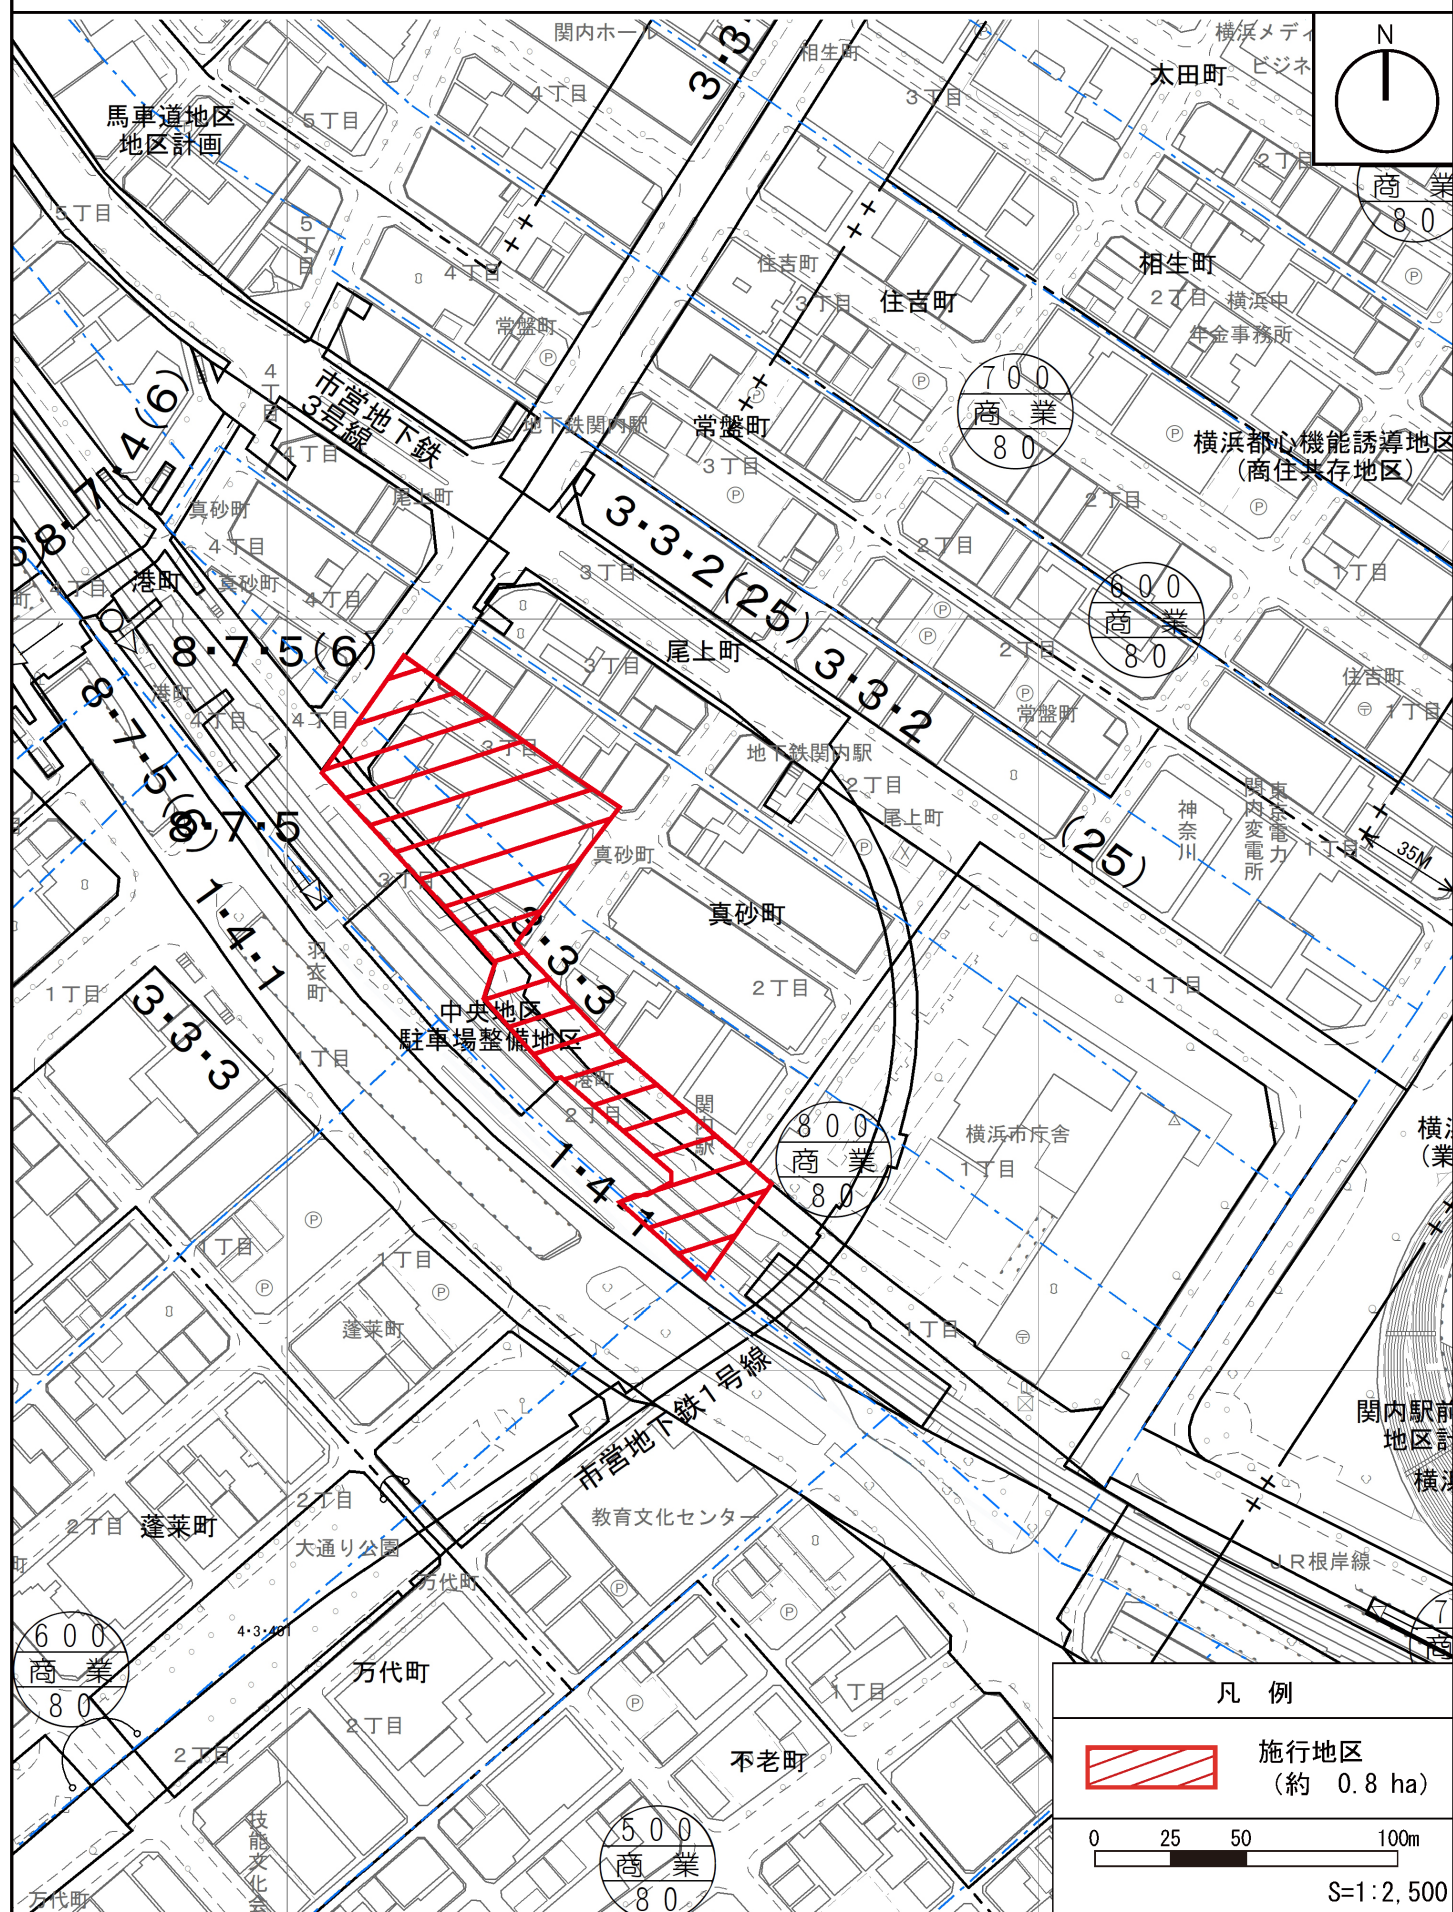 関内ホール
3・3
相生町
横浜メディ
ビジネ
N
太田町
4丁目
3丁目
馬車道地区
地区計画
5丁目
2丁目
商 業
80
5丁目
5丁目
住吉町
相生町
4丁目
3丁目
住吉町
2丁目
横浜中
年金事務所
常盤町
700
商 業
80
4丁目
市営地下鉄
3号線
地下鉄関内駅
常盤町
横浜都心機能誘導地区
(商住共存地区)
4丁目
3丁目
8・7・4(6)
尾上町
2丁目
真砂町
3・3・2(25)
4丁目
2丁目
3丁目
1丁目
港町
真砂町
4丁目
4丁目
600
商 業
80
8・7・5(6)
尾上町
2丁目
3丁目
住吉町
1丁目
港町
4丁目
4丁目
3・3・2
常盤町
8・7・5(6)
3丁目
地下鉄関内駅
2丁目
尾上町
神奈川
東京電力
関内変電所
8・7・5
(25)
1丁目
35M
真砂町
3丁目
1・4・1
真砂町
羽衣町
3・3・3
1丁目
2丁目
1丁目
3・3・3
中央地区
駐車場整備地区
1丁目
港町
2丁目
関内駅
800
商 業
80
横浜市庁舎
1丁目
横浜
(業
1・4・1
1丁目
1丁目
蓬莱町
1丁目
市営地下鉄1号線
関内駅前
地区計
横浜
2丁目
2丁目
蓬莱町
教育文化センター
大通り公園
万代町
JR根岸線
600
商 業
80
4・3・401
万代町
1丁目
2丁目
2丁目
不老町
技能文化会
500
商 業
80
万代町
凡 例
施行地区
(約 0.8 ha)
0 25 50 100m
S=1:2,500